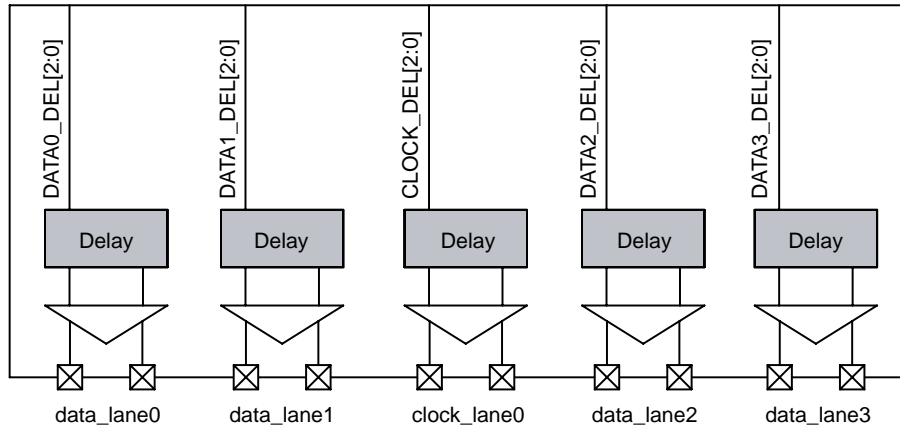 DATA0_DEL[2:0]
DATA1_DEL[2:0]
CLOCK_DEL[2:0]
DATA2_DEL[2:0]
DATA3_DEL[2:0]
Delay
Delay
Delay
Delay
Delay
data_lane0
data_lane1
clock_lane0
data_lane2
data_lane3